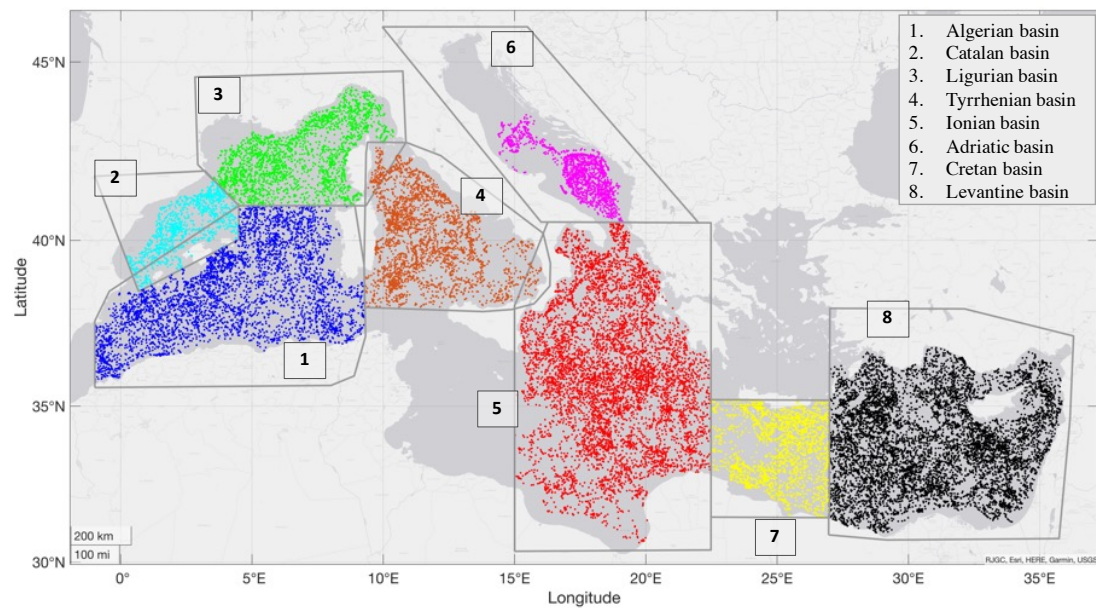 6
1. Algerian basin
2. Catalan basin
3. Ligurian basin
4. Tyrrhenian basin
5. Ionian basin
6. Adriatic basin
7. Cretan basin
8. Levantine basin
45°N
3
2
4
40°N
Latitude
8
1
35°N
5
200 km
100 mi
7
30°N
RJGC, Esri, HERE, Garmin, USGS
0° 5°E 10°E 15°E 20°E 25°E 30°E 35°E
Longitude